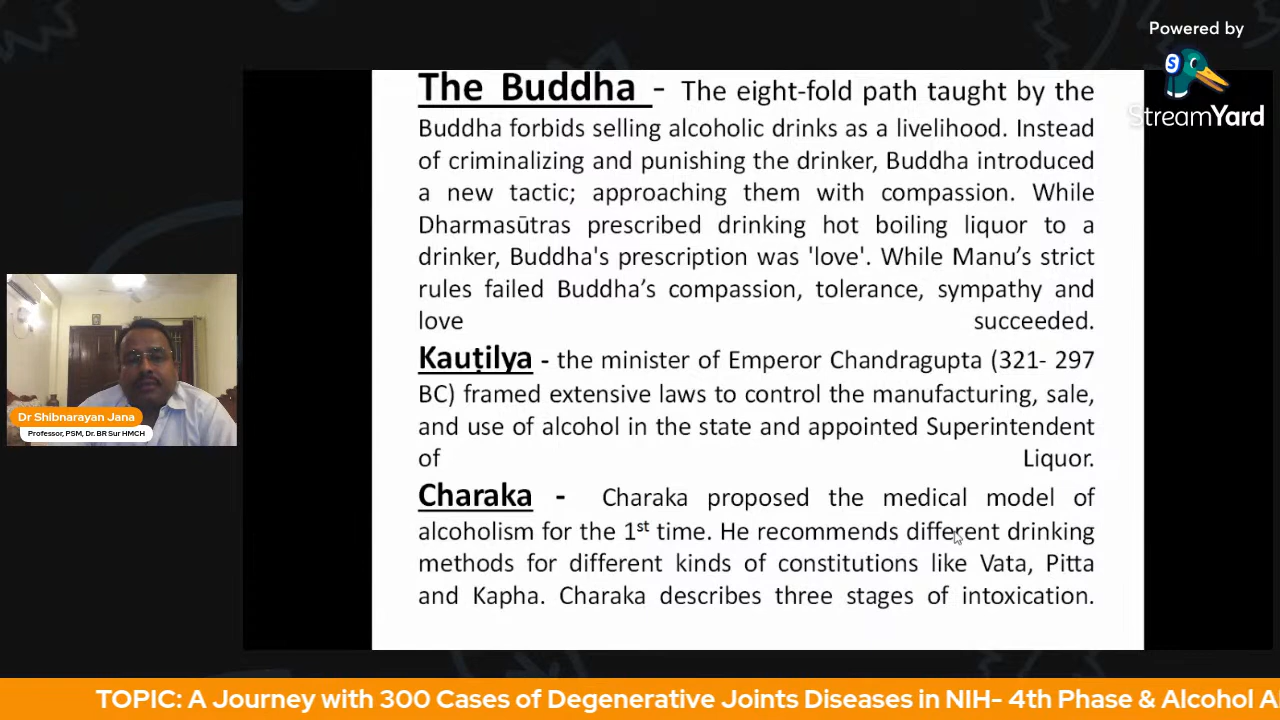 Powered by
StreamYard
The Buddha - The eight-fold path taught by the
Buddha forbids selling alcoholic drinks as a livelihood. Instead
of criminalizing and punishing the drinker, Buddha introduced
a new tactic; approaching them with compassion. While
Dharmasūtras prescribed drinking hot boiling liquor to a
drinker, Buddha's prescription was 'love'. While Manu’s strict
rules failed Buddha’s compassion, tolerance, sympathy and
love succeeded.
Kauṭilya - the minister of Emperor Chandragupta (321- 297
BC) framed extensive laws to control the manufacturing, sale,
and use of alcohol in the state and appointed Superintendent
of Liquor.
Charaka - Charaka proposed the medical model of
alcoholism for the 1st time. He recommends different drinking
methods for different kinds of constitutions like Vata, Pitta
and Kapha. Charaka describes three stages of intoxication.
Dr Shibnarayan Jana
Professor, PSM, Dr. BR Sur HMCH
TOPIC: A Journey with 300 Cases of Degenerative Joints Diseases in NIH- 4th Phase & Alcohol A